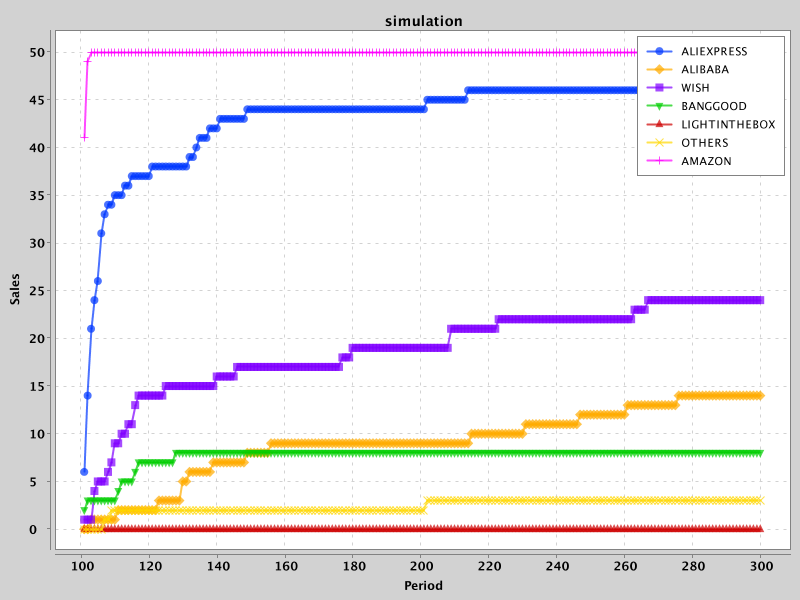 simulation
50
45
40
35
30
25
20
15
10
5
0
Sales
ALIEXPRESS
ALIBABA
WISH
BANGGOOD
LIGHTINTHEBOX
OTHERS
AMAZON
100 120 140 160 180 200 220 240 260 280 300
Period